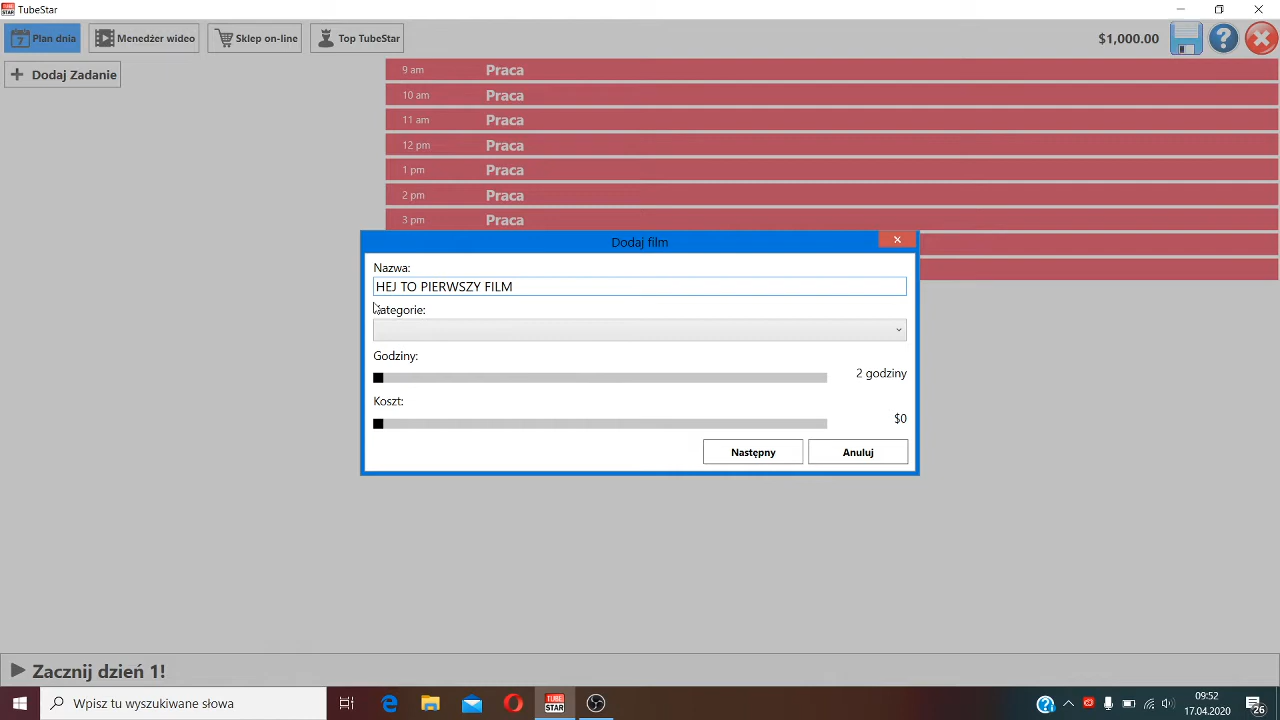 TubeStar
Plan dnia
Menedżer wideo
Sklep on-line
Top TubeStar
$1,000.00
Dodaj Zadanie
9 am Praca
10 am Praca
11 am Praca
12 pm Praca
1 pm Praca
2 pm Praca
3 pm Praca
Dodaj film
Nazwa:
HEJ TO PIERWSZY FILM
Kategorie:
Godziny:
2 godziny
Koszt:
$0
Następny
Anuluj
Zacznij dzień 1!
Wpisz tu wyszukiwane słowa
TUBE
STAR
09:52
17.04.2020
26